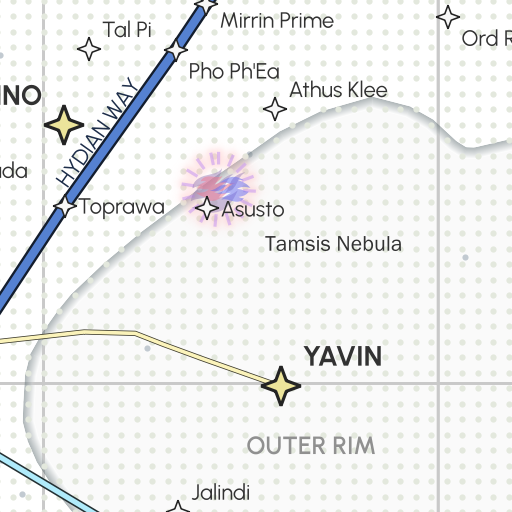 Mirrin Prime
Tal Pi
Ord R
Pho Ph'Ea
Athus Klee
INO
HYDIAN WAY
da
Toprawa
Asusto
Tamsis Nebula
YAVIN
OUTER RIM
Jalindi